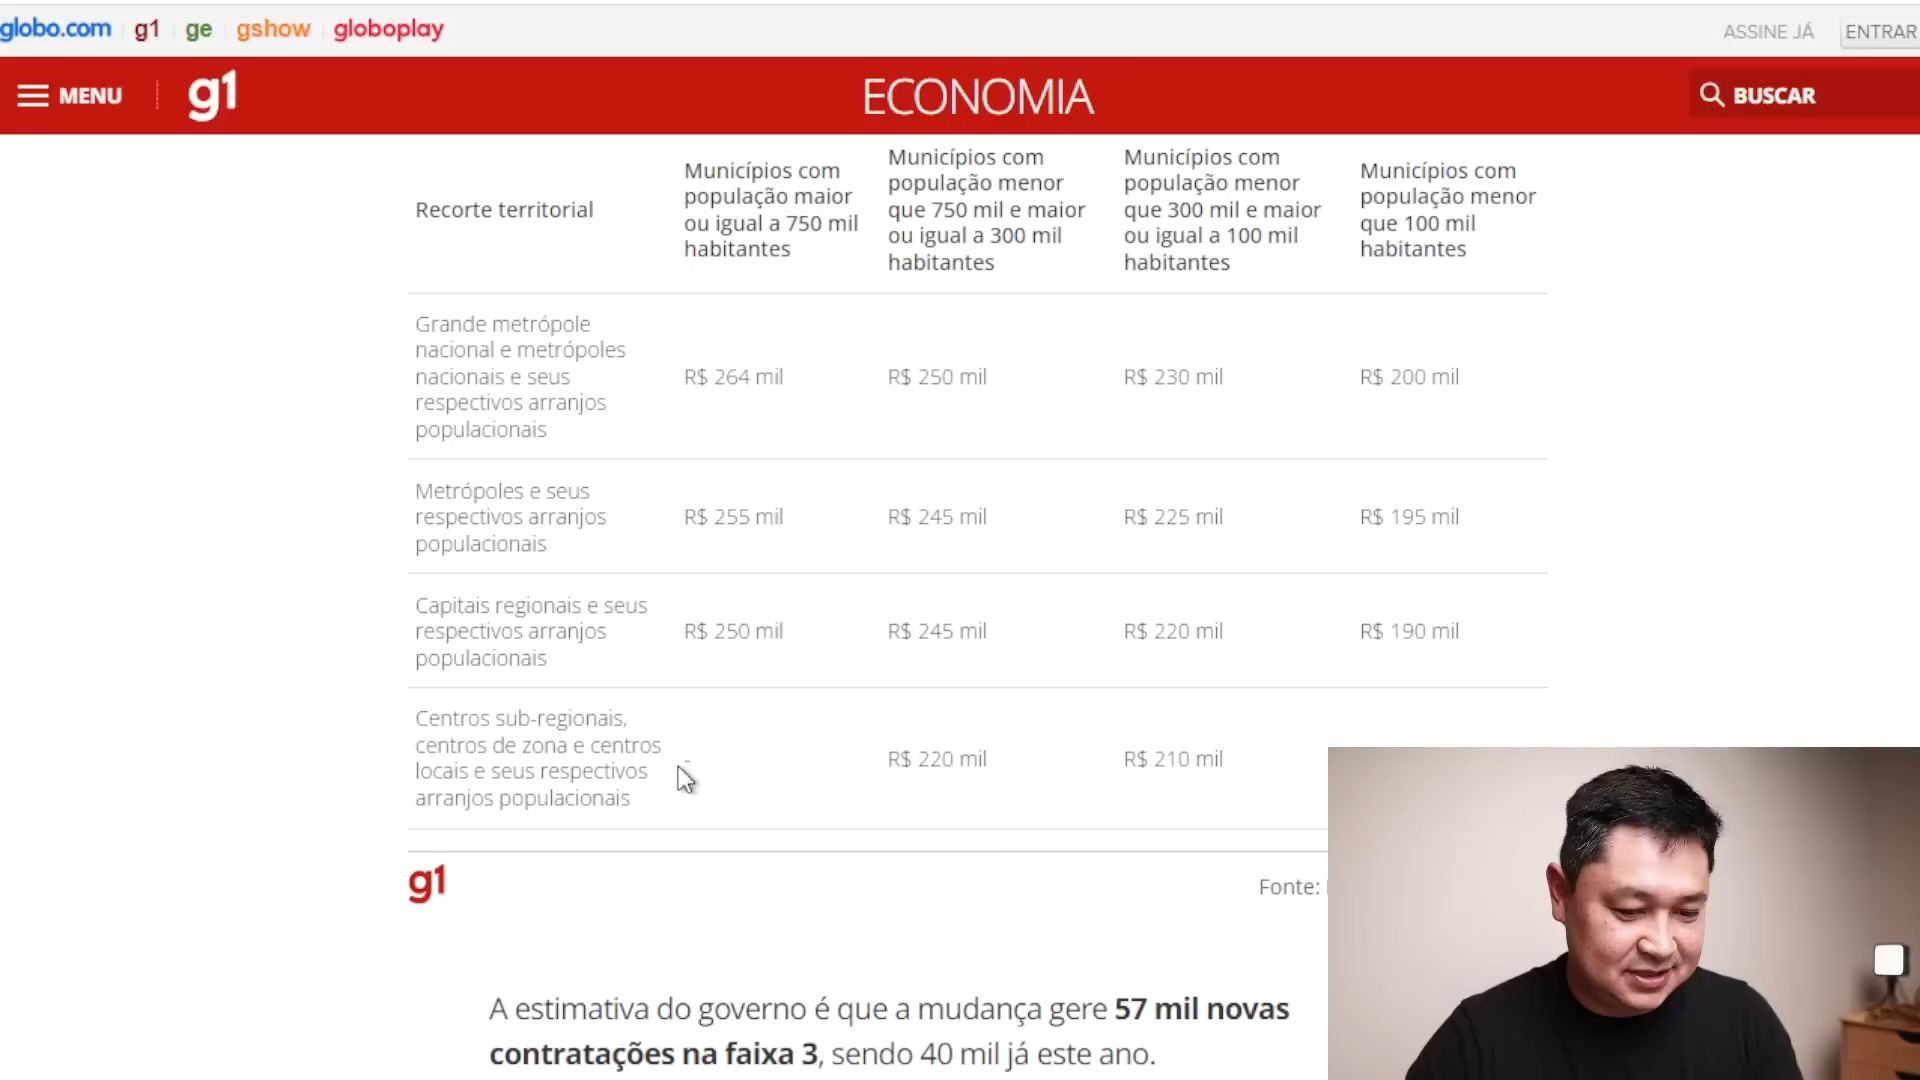 globo.com g1 ge gshow globoplay ASSINE JÁ ENTRAR
MENU g1 ECONOMIA BUSCAR
Recorte territorial
Municípios com
população maior
ou igual a 750 mil
habitantes
Municípios com
população menor
que 750 mil e maior
ou igual a 300 mil
habitantes
Municípios com
população menor
que 300 mil e maior
ou igual a 100 mil
habitantes
Municípios com
população menor
que 100 mil
habitantes
Grande metrópole
nacional e metrópoles
nacionais e seus
respectivos arranjos
populacionais
R$ 264 mil R$ 250 mil R$ 230 mil R$ 200 mil
Metrópoles e seus
respectivos arranjos
populacionais
R$ 255 mil R$ 245 mil R$ 225 mil R$ 195 mil
Capitais regionais e seus
respectivos arranjos
populacionais
R$ 250 mil R$ 245 mil R$ 220 mil R$ 190 mil
Centros sub-regionais,
centros de zona e centros
locais e seus respectivos
arranjos populacionais
- R$ 220 mil R$ 210 mil
g1 Fonte:
A estimativa do governo é que a mudança gere 57 mil novas
contratações na faixa 3, sendo 40 mil já este ano.